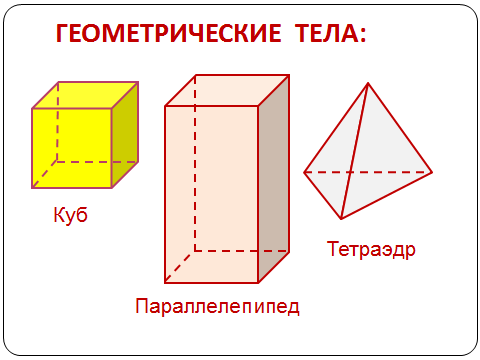 ГЕОМЕТРИЧЕСКИЕ ТЕЛА:
Куб
Тетраэдр
Параллелепипед